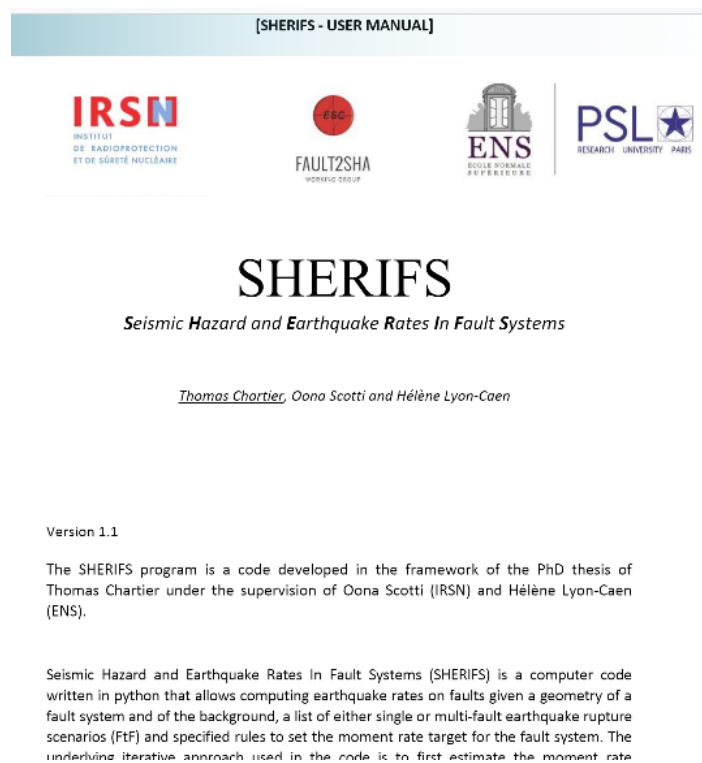 [SHERIFS - USER MANUAL]
IRSN
INSTITUT
DE RADIOPROTECTION
ET DE SÛRETÉ NUCLÉAIRE
ESC
FAULT2SHA
WORKING GROUP
ENS
ÉCOLE NORMALE
SUPÉRIEURE
PSL
RESEARCH UNIVERSITY PARIS
SHERIFS
Seismic Hazard and Earthquake Rates In Fault Systems
Thomas Chartier, Oona Scotti and Hélène Lyon-Caen
Version 1.1
The SHERIFS program is a code developed in the framework of the PhD thesis of
Thomas Chartier under the supervision of Oona Scotti (IRSN) and Hélène Lyon-Caen
(ENS).
Seismic Hazard and Earthquake Rates In Fault Systems (SHERIFS) is a computer code
written in python that allows computing earthquake rates on faults given a geometry of a
fault system and of the background, a list of either single or multi-fault earthquake rupture
scenarios (FtF) and specified rules to set the moment rate target for the fault system. The
underlying iterative approach used in the code is to first estimate the moment rate